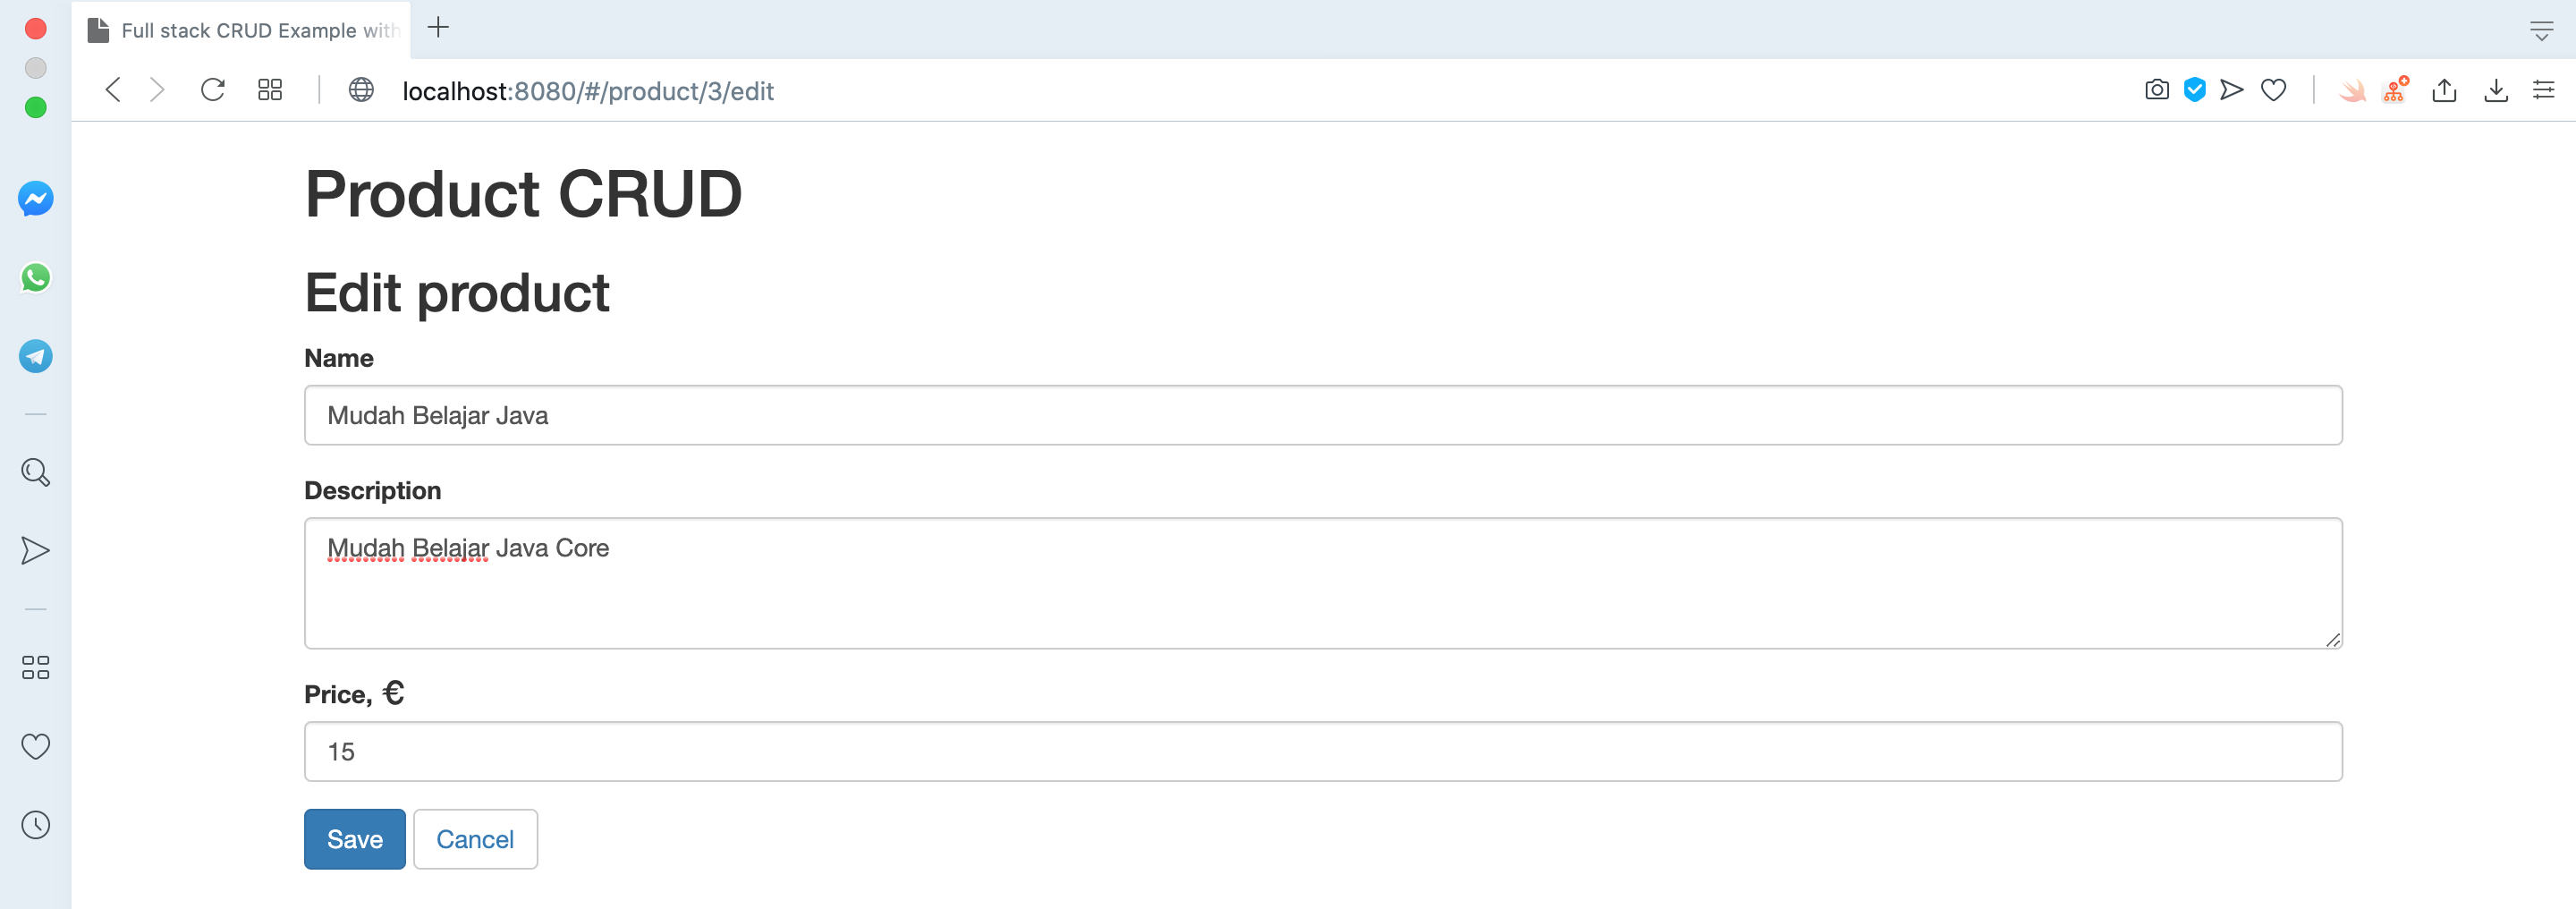 Full stack CRUD Example with
localhost:8080/#/product/3/edit
Product CRUD
Edit product
Name
Mudah Belajar Java
Description
Mudah Belajar Java Core
Price, €
15
Save Cancel